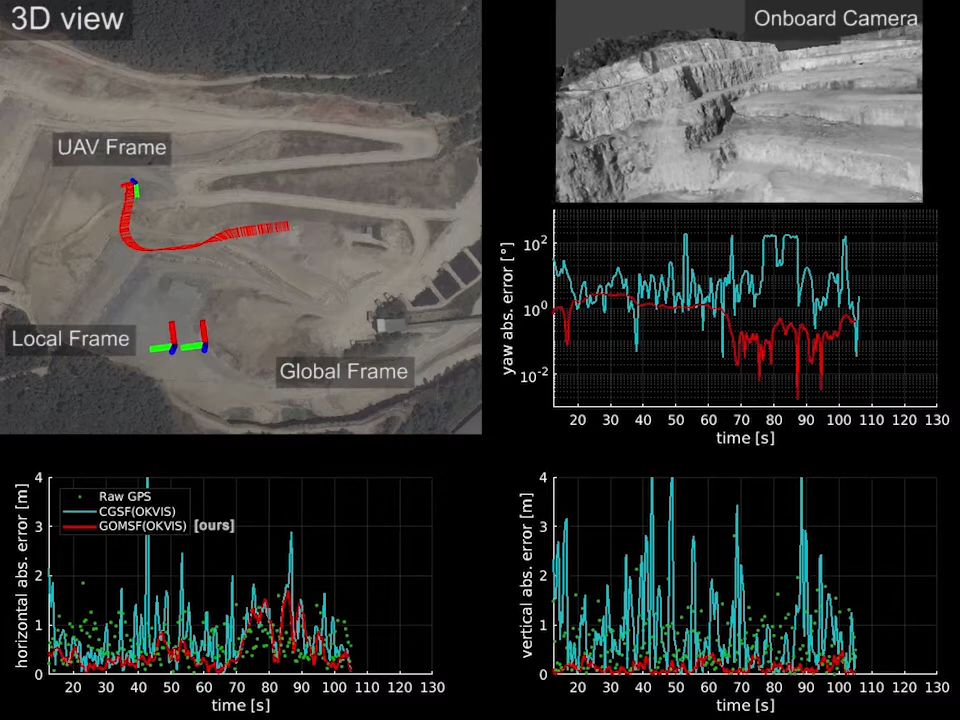 3D view
Onboard Camera
UAV Frame
Local Frame
Global Frame
yaw abs. error [°]
10² 10⁰ 10⁻²
20 30 40 50 60 70 80 90 100 110 120 130
time [s]
horizontal abs. error [m]
4 3 2 1 0
Raw GPS
CGSF(OKVIS)
GOMSF(OKVIS) [ours]
20 30 40 50 60 70 80 90 100 110 120 130
time [s]
vertical abs. error [m]
4 3 2 1 0
20 30 40 50 60 70 80 90 100 110 120 130
time [s]